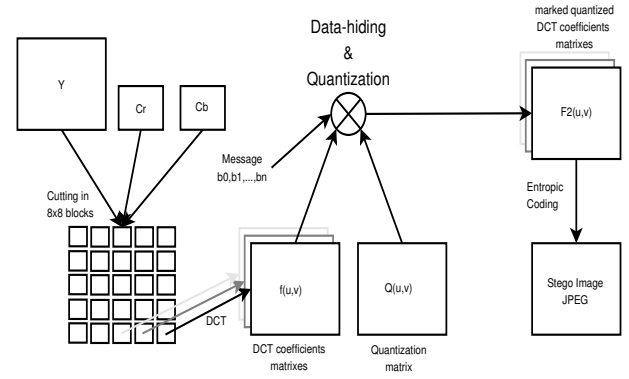 marked quantized
DCT coefficients
matrixes
Data-hiding
&
Quantization
Y
Cr
Cb
F2(u,v)
Message
b0,b1,...,bn
Cutting in
8x8 blocks
Entropic
Coding
f(u,v)
Q(u,v)
Stego Image
JPEG
DCT
DCT coefficients
matrixes
Quantization
matrix